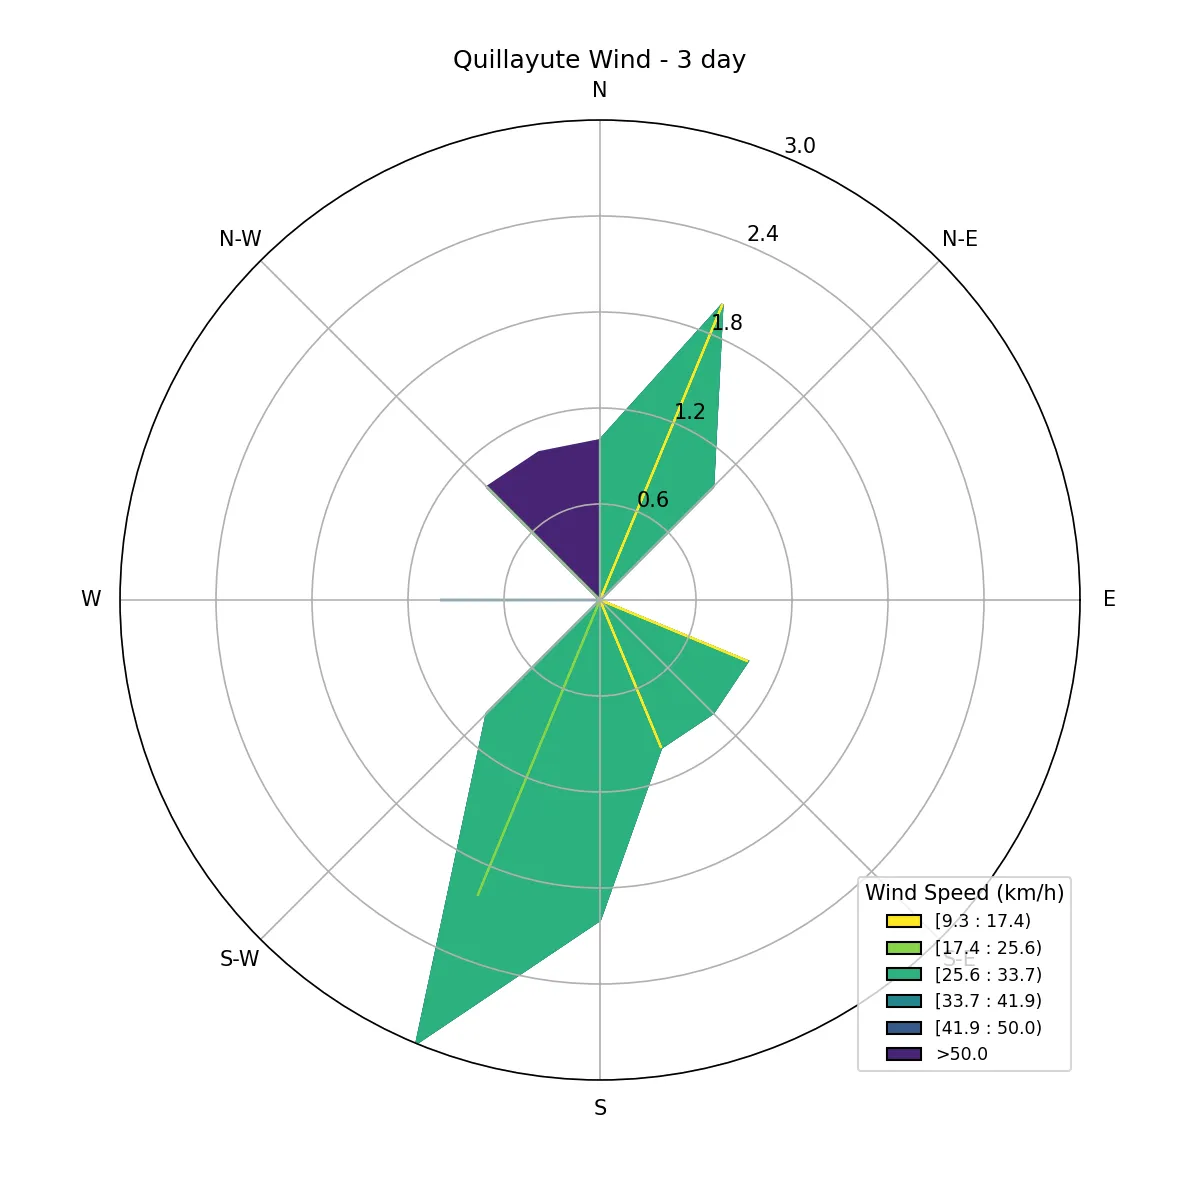 Quillayute Wind - 3 day
N
3.0
N-W
2.4
N-E
1.8
1.2
0.6
W
E
Wind Speed (km/h)
[9.3 : 17.4)
[17.4 : 25.6)
S-W
S-E
[25.6 : 33.7)
[33.7 : 41.9)
[41.9 : 50.0)
>50.0
S